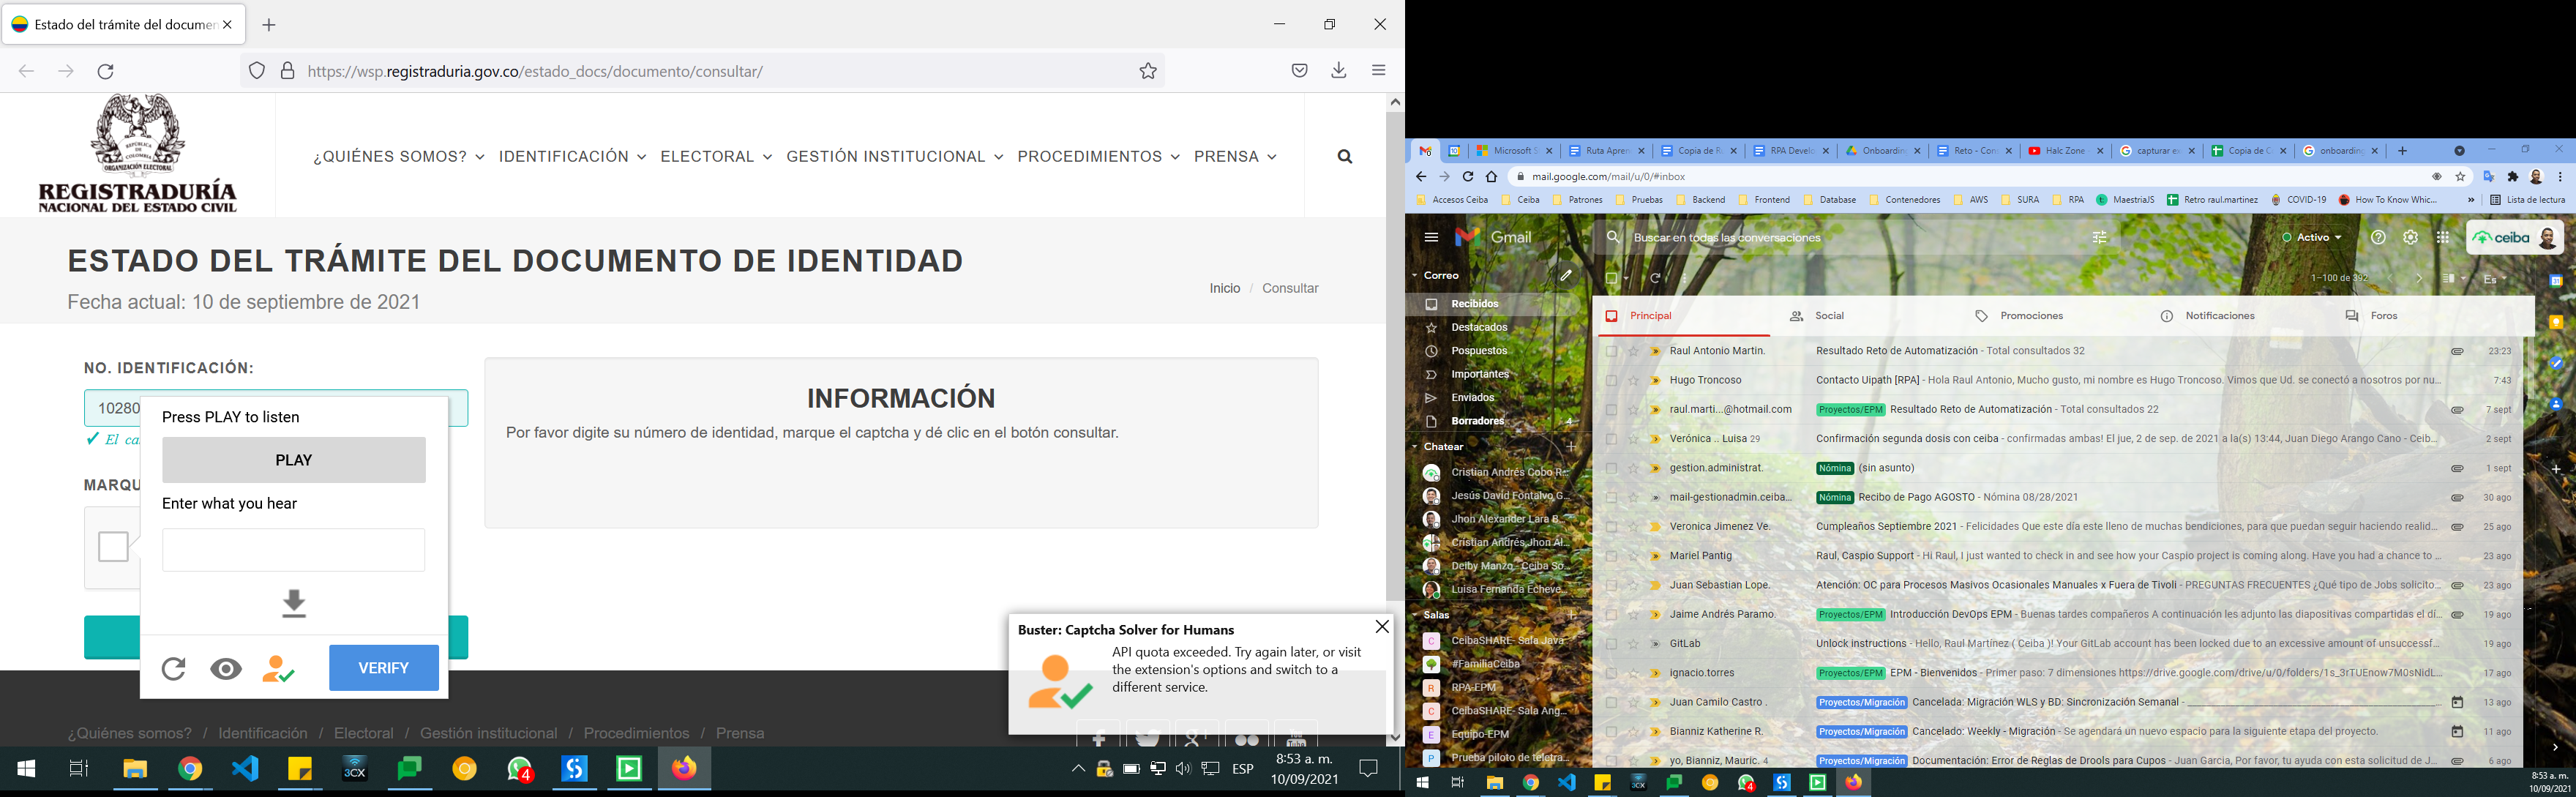 Estado del trámite del documen
https://wsp.registraduria.gov.co/estado_docs/documento/consultar/
REPUBLICA DE COLOMBIA
ORGANIZACIÓN ELECTORAL
REGISTRADURÍA
NACIONAL DEL ESTADO CIVIL
¿QUIÉNES SOMOS? IDENTIFICACIÓN ELECTORAL GESTIÓN INSTITUCIONAL PROCEDIMIENTOS PRENSA
ESTADO DEL TRÁMITE DEL DOCUMENTO DE IDENTIDAD
Fecha actual: 10 de septiembre de 2021
Inicio / Consultar
NO. IDENTIFICACIÓN:
10280
El ca
MARQU
Press PLAY to listen
PLAY
Enter what you hear
VERIFY
INFORMACIÓN
Por favor digite su número de identidad, marque el captcha y dé clic en el botón consultar.
Buster: Captcha Solver for Humans
API quota exceeded. Try again later, or visit
the extension's options and switch to a
different service.
¿Quiénes somos? / Identificación / Electoral / Gestión institucional / Procedimientos / Prensa
3CX
4
ESP
8:53 a. m.
10/09/2021
Microsoft S
Ruta Apren
Copia de R
RPA Develo
Onboarding
Reto - Con
Halc Zone
capturar e
Copia de C
onboarding
mail.google.com/mail/u/0/#inbox
Accesos Ceiba Ceiba Patrones Pruebas Backend Frontend Database Contenedores AWS SURA RPA MaestriaJS Retro raul.martinez COVID-19 How To Know Whic... » Lista de lectura
Gmail
Buscar en todas las conversaciones
Activo
ceiba
Correo
1–100 de 392
Es
Recibidos
Destacados
Pospuestos
Importantes
Enviados
Borradores 4
Chatear
Cristian Andrés Cobo R...
Jesús David Fontalvo G...
Jhon Alexander Lara B...
Cristian Andrés, Jhon Al...
Deiby Manzo - Ceiba So...
Luisa Fernanda Echeve...
Salas
C CeibaSHARE- Sala Java
#FamiliaCeiba
R RPA-EPM
C CeibaSHARE- Sala Ang...
E Equipo-EPM
P Prueba piloto de teletra...
Principal
Social
Promociones
Notificaciones
Foros
Raul Antonio Martin. Resultado Reto de Automatización - Total consultados 32 23:23
Hugo Troncoso Contacto Uipath [RPA] - Hola Raul Antonio, Mucho gusto, mi nombre es Hugo Troncoso. Vimos que Ud. se conectó a nosotros por nu... 7:43
raul.marti...@hotmail.com Proyectos/EPM Resultado Reto de Automatización - Total consultados 22 7 sept
Verónica .. Luisa 29 Confirmación segunda dosis con ceiba - confirmadas ambas! El jue, 2 de sep. de 2021 a la(s) 13:44, Juan Diego Arango Cano - Ceib... 2 sept
gestion.administrat. Nómina (sin asunto) 1 sept
mail-gestionadmin.ceiba... Nómina Recibo de Pago AGOSTO - Nómina 08/28/2021 30 ago
Veronica Jimenez Ve. Cumpleaños Septiembre 2021 - Felicidades Que este día este lleno de muchas bendiciones, para que puedan seguir haciendo realid... 25 ago
Mariel Pantig Raul, Caspio Support - Hi Raul, I just wanted to check in and see how your Caspio project is coming along. Have you had a chance to ... 23 ago
Juan Sebastian Lope. Atención: OC para Procesos Masivos Ocasionales Manuales x Fuera de Tivoli - PREGUNTAS FRECUENTES ¿Qué tipo de Jobs solicito... 23 ago
Jaime Andrés Paramo. Proyectos/EPM Introducción DevOps EPM - Buenas tardes compañeros A continuación les adjunto las diapositivas compartidas el dí... 19 ago
GitLab Unlock instructions - Hello, Raul Martínez ( Ceiba )! Your GitLab account has been locked due to an excessive amount of unsuccessf... 19 ago
ignacio.torres Proyectos/EPM EPM - Bienvenidos - Primer paso: 7 dimensiones https://drive.google.com/drive/u/0/folders/1s_3rTUEnow7M0sNidL... 17 ago
Juan Camilo Castro . Proyectos/Migración Cancelada: Migración WLS y BD: Sincronización Semanal - 13 ago
Bianniz Katherine R. Proyectos/Migración Cancelado: Weekly - Migración - Se agendará un nuevo espacio para la siguiente etapa del proyecto. 11 ago
yo, Bianniz, Mauric. 4 Proyectos/Migración Documentación: Error de Reglas de Drools para Cupos - Juan Garcia, Por favor, tu ayuda con esta solicitud de J... 6 ago
8:53 a. m.
10/09/2021